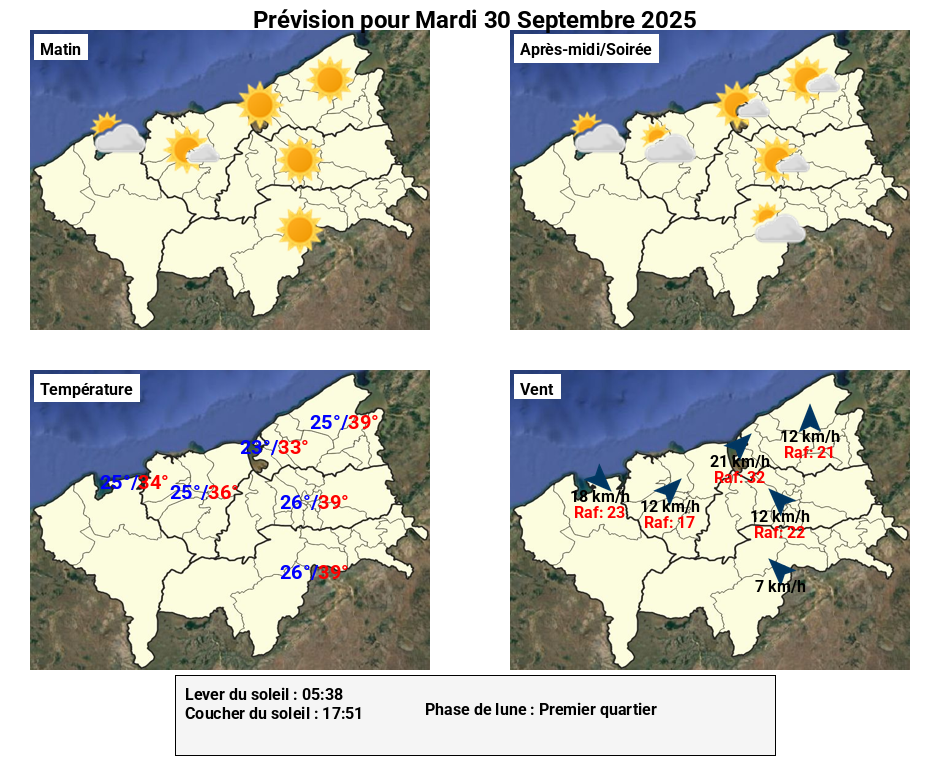 Prévision pour Mardi 30 Septembre 2025
Matin
Après-midi/Soirée
Température
25°/39°
23°/33°
25°/34°
25°/36°
26°/39°
26°/39°
Vent
12 km/h
Raf: 21
21 km/h
Raf: 32
18 km/h
Raf: 23
12 km/h
Raf: 17
12 km/h
Raf: 22
7 km/h
Lever du soleil : 05:38
Coucher du soleil : 17:51
Phase de lune : Premier quartier